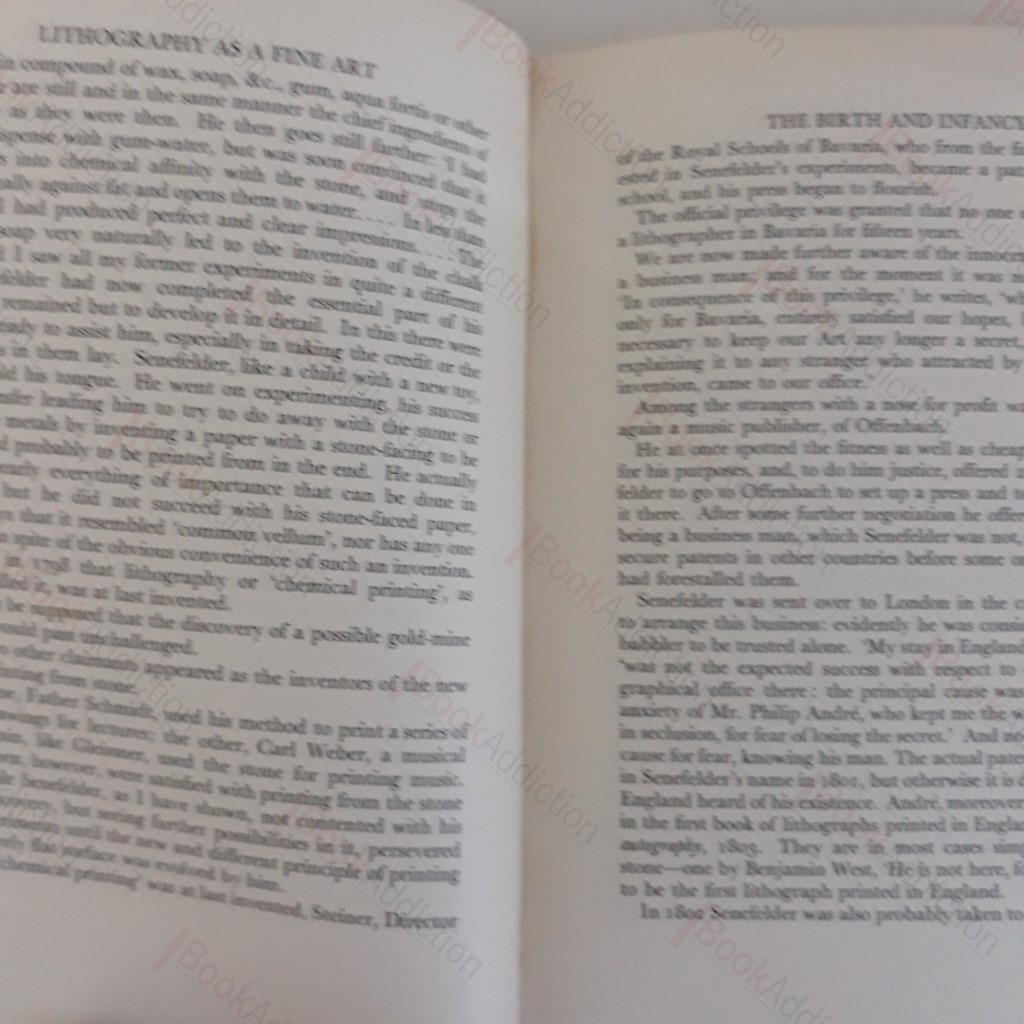 LITHOGRAPHY AS A FINE ART
in compound of wax, soap, &c., gum, aqua fortis or other
are still and in the same manner the chief ingredients of
as they were then. He then goes still further: 'I had
with gum-water, but was soon convinced that it
into chemical affinity with the stone, and stops the
against fat and opens them to water..... In less than
I had produced perfect and clear impressions..... The
soap very naturally led to the invention of the chalk
I saw all my former experiments in quite a different
had now completed the essential part of his
remained but to develop it in detail. In this there were
ready to assist him, especially in taking the credit or the
in them lay. Senefelder, like a child with a new toy,
his tongue. He went on experimenting, his success
leading him to try to do away with the stone or
metals by inventing a paper with a stone-facing to be
probably to be printed from in the end. He actually
everything of importance that can be done in
but he did not succeed with his stone-faced paper,
that it resembled 'common vellum', nor has any one
spite of the obvious convenience of such an invention.
in 1798 that lithography or 'chemical printing', as
it, was at last invented.
be supposed that the discovery of a possible gold-mine
past unchallenged.
other claimants appeared as the inventors of the new
from stone.
Father Schmidt, used his method to print a series of
for lectures: the other, Carl Weber, a musical
like Gleissner, used the stone for printing music.
however, were satisfied with printing from the stone
Senefelder, as I have shown, not contented with his
but seeing further possibilities in it, persevered
until the new and different principle of printing
flat surface was evolved by him.
'chemical printing' was at last invented, Steiner, Director
THE BIRTH AND INFANCY
of the Royal Schools of Bavaria, who from the
in Senefelder's experiments, became a
school, and his press began to flourish.
The official privilege was granted that no one
a lithographer in Bavaria for fifteen years.
We are now made further aware of the
a business man, and for the moment it was
'In consequence of this privilege,' he writes,
only for Bavaria, entirely satisfied our hopes,
necessary to keep our Art any longer a secret,
explaining it to any stranger who attracted by
invention, came to our office.'
Among the strangers with a nose for profit
again a music publisher, of Offenbach.
He at once spotted the fitness as well as
for his purposes, and, to do him justice, offered
felder to go to Offenbach to set up a press and
it there. After some further negotiation he
being a business man, which Senefelder was not,
secure patents in other countries before some
had forestalled them.
Senefelder was sent over to London in the
to arrange this business: evidently he was
babbler to be trusted alone. 'My stay in England
'was not the expected success with respect to
graphical office there: the principal cause was
anxiety of Mr. Philip André, who kept me the
in seclusion, for fear of losing the secret.' And
cause for fear, knowing his man. The actual
in Senefelder's name in 1801, but otherwise it is
England heard of his existence. André, moreover
in the first book of lithographs printed in
autography, 1803. They are in most cases
stone—one by Benjamin West, 'He is not here,
to be the first lithograph printed in England.
In 1802 Senefelder was also probably taken to